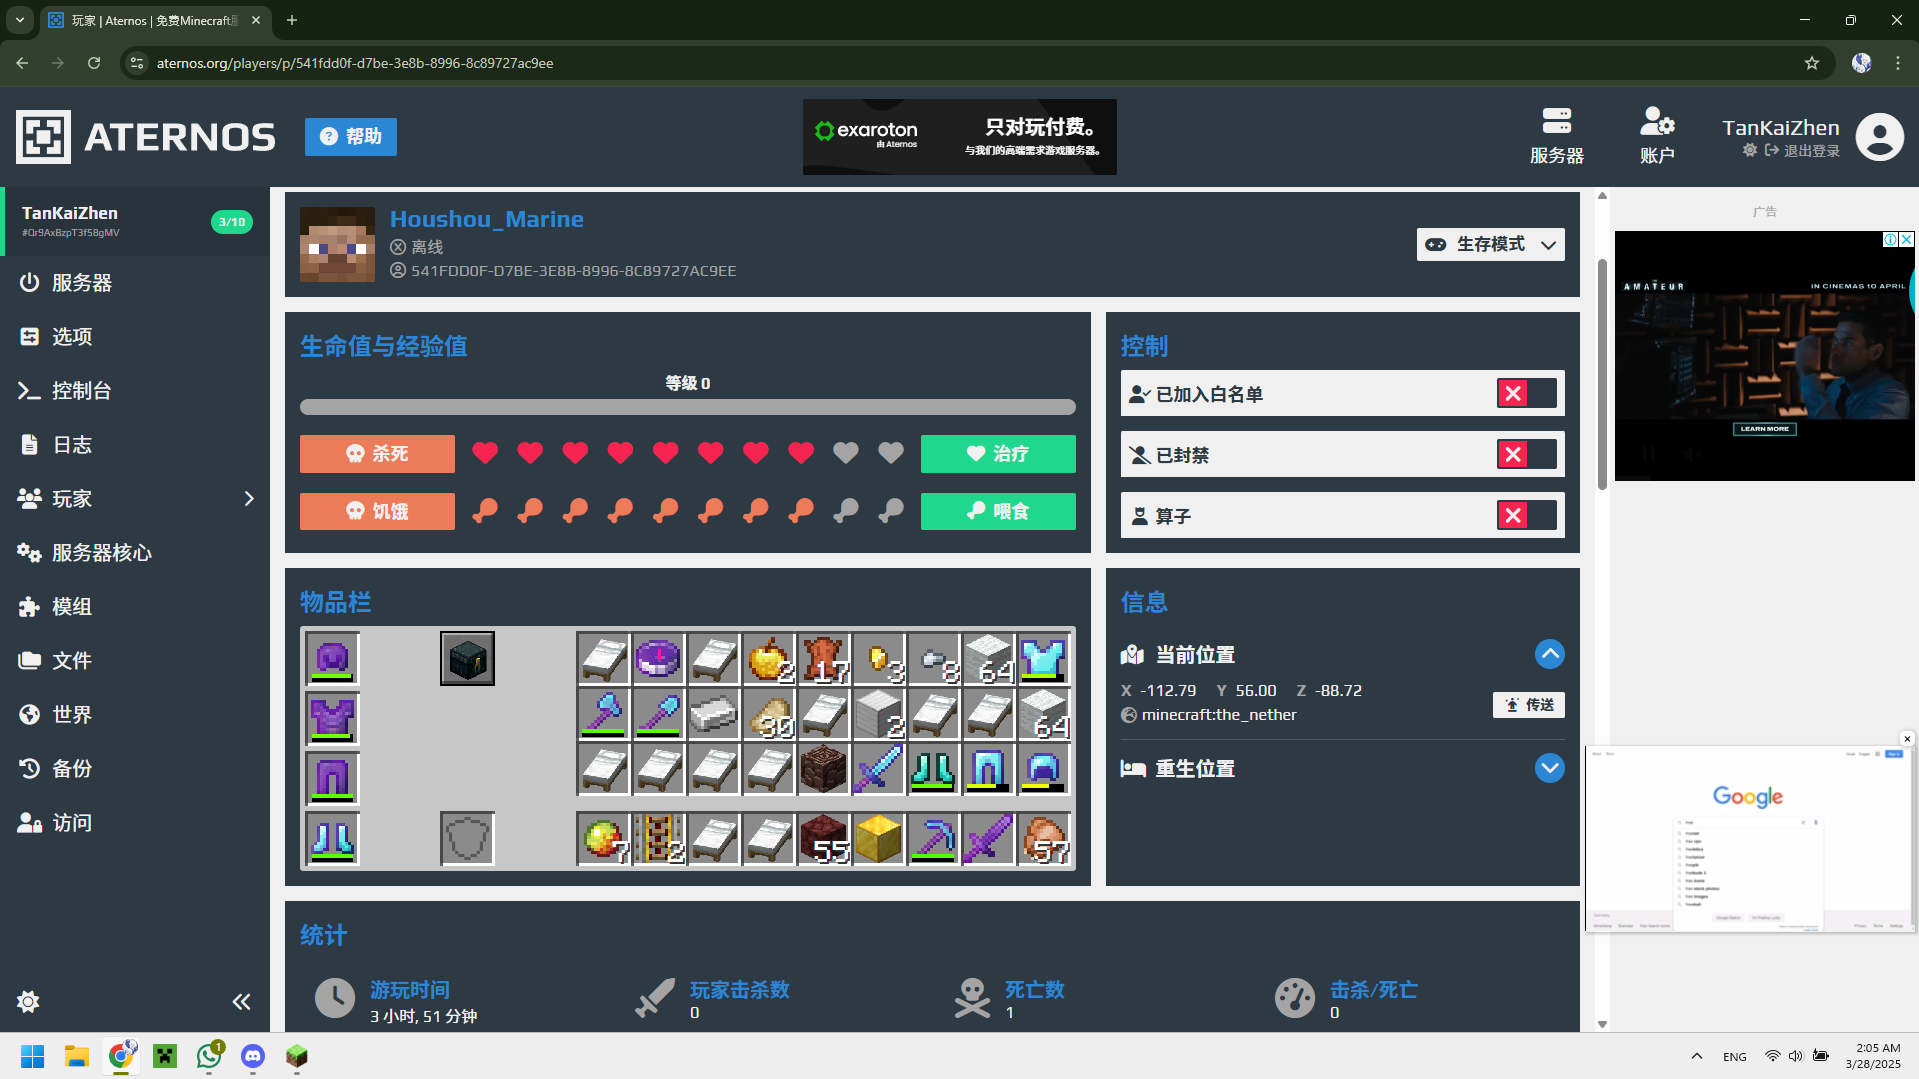 玩家 | Aternos | 免费Minecraft服
aternos.org/players/p/541fdd0f-d7be-3e8b-8996-8c89727ac9ee
ATERNOS
帮助
exaroton
由 Aternos
只对玩付费。
与我们的高端需求游戏服务器。
服务器
账户
TanKaiZhen
退出登录
TanKaiZhen
#Qr9AxBzpT3f58gMV
3/10
服务器
选项
控制台
日志
玩家
服务器核心
模组
文件
世界
备份
访问
Houshou_Marine
离线
541FDD0F-D7BE-3E8B-8996-8C89727AC9EE
生存模式
生命值与经验值
等级 0
杀死
治疗
饥饿
喂食
控制
已加入白名单
已封禁
算子
物品栏
2
17
3
8
64
30
2
64
7
2
55
57
信息
当前位置
X -112.79 Y 56.00 Z -88.72
minecraft:the_nether
传送
重生位置
统计
游玩时间
3 小时, 51 分钟
玩家击杀数
0
死亡数
1
击杀/死亡
0
广告
AMATEUR
IN CINEMAS 10 APRIL
LEARN MORE
Google
1
ENG
2:05 AM
3/28/2025